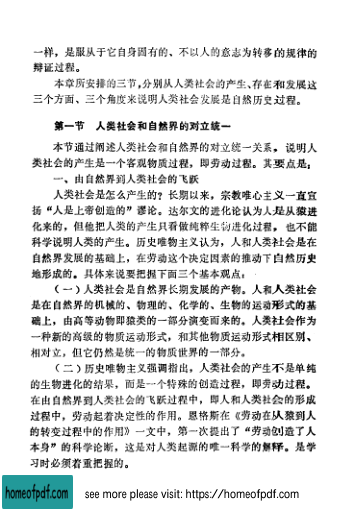 一样，是服从于它自身固有的、不以人的意志为转移的规律的
辩证过程。
本章所安排的三节，分别从人类社会的产生、存在和发展这
三个方面、三个角度来说明人类社会发展是自然历史过程。
第一节 人类社会和自然界的对立统一
本节通过阐述人类社会和自然界的对立统一关系，说明人
类社会的产生是一个客观物质过程，即劳动过程。其要点是：
一、由自然界到人类社会的飞跃
人类社会是怎么产生的？长期以来，宗教唯心主义一直宣
扬“人是上帝创造的”谬论。达尔文的进化论认为人是从猿进
化来的，但他把人类的产生只看做纯粹生物进化过程，也不能
科学说明人类的产生。历史唯物主义认为，人和人类社会是在
自然界发展的基础上，在劳动这个决定因素的推动下自然历史
地形成的。具体来说要把握下面三个基本观点：
（一）人类社会是自然界长期发展的产物。人和人类社会
是在自然界的机械的、物理的、化学的、生物的运动形式的基
础上，由高等动物即猿类的一部分演变而来的。人类社会作为
一种新的高级的物质运动形式，和其他物质运动形式相区别、
相对立，但它仍然是统一的物质世界的一部分。
（二）历史唯物主义强调指出，人类社会的产生不是单纯
的生物进化的结果，而是一个特殊的创造过程，即劳动过程。
在由自然界到人类社会的飞跃过程中，即人和人类社会的形成
过程中，劳动起着决定性的作用。恩格斯在《劳动在从猿到人
的转变过程中的作用》一文中，第一次提出了“劳动创造了人
本身”的科学论断，这是对人类起源的唯一科学的解释。是学
习时必须着重把握的。
homeofpdf.com
see more please visit: https://homeofpdf.com